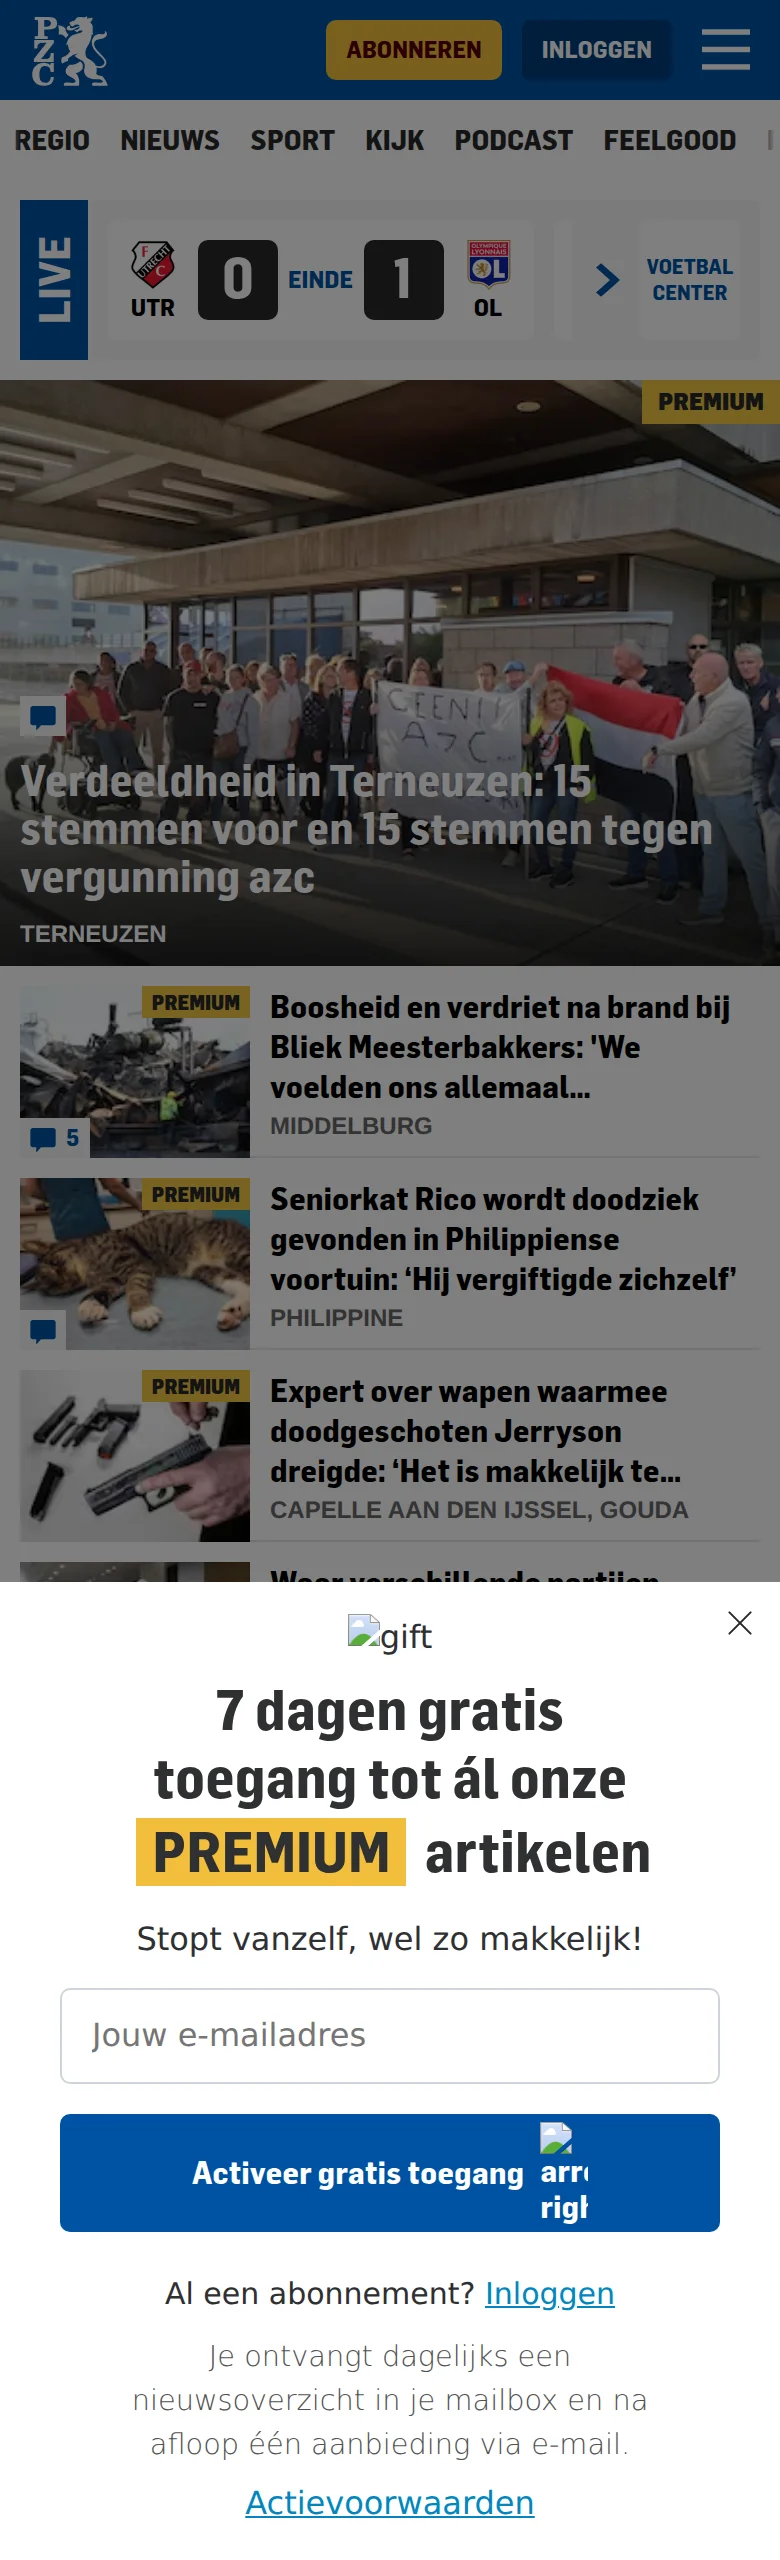 PZC
ABONNEREN
INLOGGEN
REGIO NIEUWS SPORT KIJK PODCAST FEELGOOD
LIVE
UTR
0
EINDE
1
OL
VOETBAL
CENTER
PREMIUM
GEEN
AZC
Verdeeldheid in Terneuzen: 15
stemmen voor en 15 stemmen tegen
vergunning azc
TERNEUZEN
PREMIUM
5
Boosheid en verdriet na brand bij
Bliek Meesterbakkers: 'We
voelden ons allemaal...
MIDDELBURG
PREMIUM
Seniorkat Rico wordt doodziek
gevonden in Philippiense
voortuin: ‘Hij vergiftigde zichzelf’
PHILIPPINE
PREMIUM
Expert over wapen waarmee
doodgeschoten Jerryson
dreigde: ‘Het is makkelijk te...
CAPELLE AAN DEN IJSSEL, GOUDA
Waar verschillende partijen
gift
7 dagen gratis
toegang tot ál onze
PREMIUM artikelen
Stopt vanzelf, wel zo makkelijk!
Jouw e-mailadres
Activeer gratis toegang
Al een abonnement? Inloggen
Je ontvangt dagelijks een
nieuwsoverzicht in je mailbox en na
afloop één aanbieding via e-mail.
Actievoorwaarden